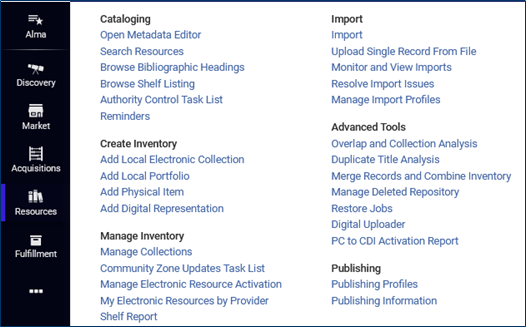 Alma
Discovery
Market
Acquisitions
Resources
Fulfillment
Cataloging
Open Metadata Editor
Search Resources
Browse Bibliographic Headings
Browse Shelf Listing
Authority Control Task List
Reminders
Create Inventory
Add Local Electronic Collection
Add Local Portfolio
Add Physical Item
Add Digital Representation
Manage Inventory
Manage Collections
Community Zone Updates Task List
Manage Electronic Resource Activation
My Electronic Resources by Provider
Shelf Report
Import
Import
Upload Single Record From File
Monitor and View Imports
Resolve Import Issues
Manage Import Profiles
Advanced Tools
Overlap and Collection Analysis
Duplicate Title Analysis
Merge Records and Combine Inventory
Manage Deleted Repository
Restore Jobs
Digital Uploader
PC to CDI Activation Report
Publishing
Publishing Profiles
Publishing Information